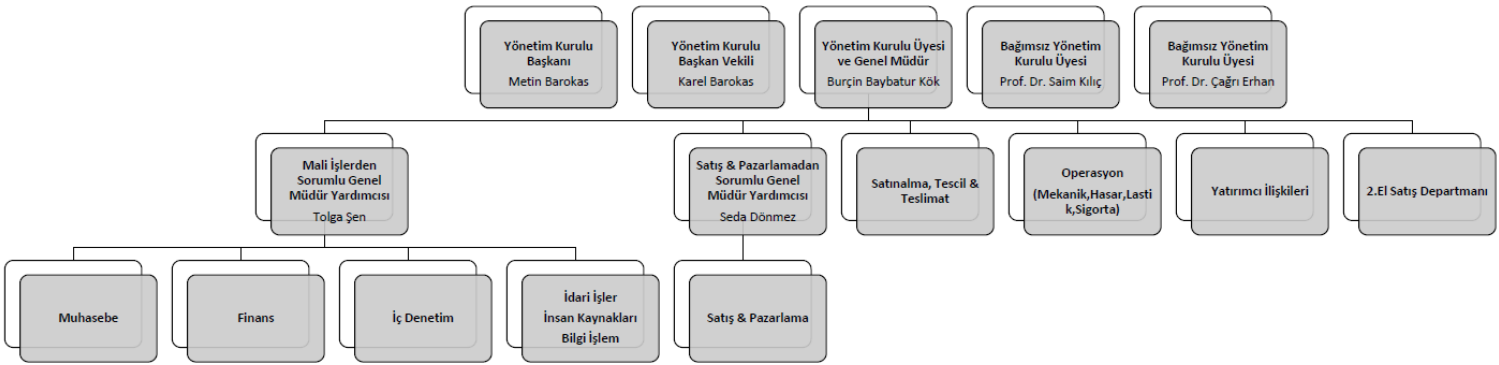 Yönetim Kurulu
Başkanı
Metin Barokas
Yönetim Kurulu
Başkan Vekili
Karel Barokas
Yönetim Kurulu Üyesi
ve Genel Müdür
Burçin Baybatur Kök
Bağımsız Yönetim
Kurulu Üyesi
Prof. Dr. Saim Kılıç
Bağımsız Yönetim
Kurulu Üyesi
Prof. Dr. Çağrı Erhan
Mali İşlerden
Sorumlu Genel
Müdür Yardımcısı
Tolga Şen
Satış & Pazarlamadan
Sorumlu Genel
Müdür Yardımcısı
Seda Dönmez
Satınalma, Tescil &
Teslimat
Operasyon
(Mekanik,Hasar,Lasti
k,Sigorta)
Yatırımcı İlişkileri
2.El Satış Departmanı
Muhasebe
Finans
İç Denetim
İdari İşler
İnsan Kaynakları
Bilgi İşlem
Satış & Pazarlama